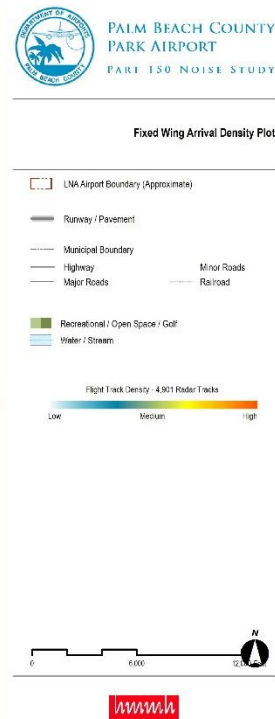 DEPARTMENT OF AIRPORTS
PALM BEACH COUNTY
PALM BEACH COUNTY
PARK AIRPORT
PART 150 NOISE STUDY
Fixed Wing Arrival Density Plot
LNA Airport Boundary (Approximate)
Runway / Pavement
Municipal Boundary
Highway Minor Roads
Major Roads Railroad
Recreational / Open Space / Golf
Water / Stream
Flight Track Density - 4,901 Radar Tracks
Low Medium High
N
0 6,000
hmmh